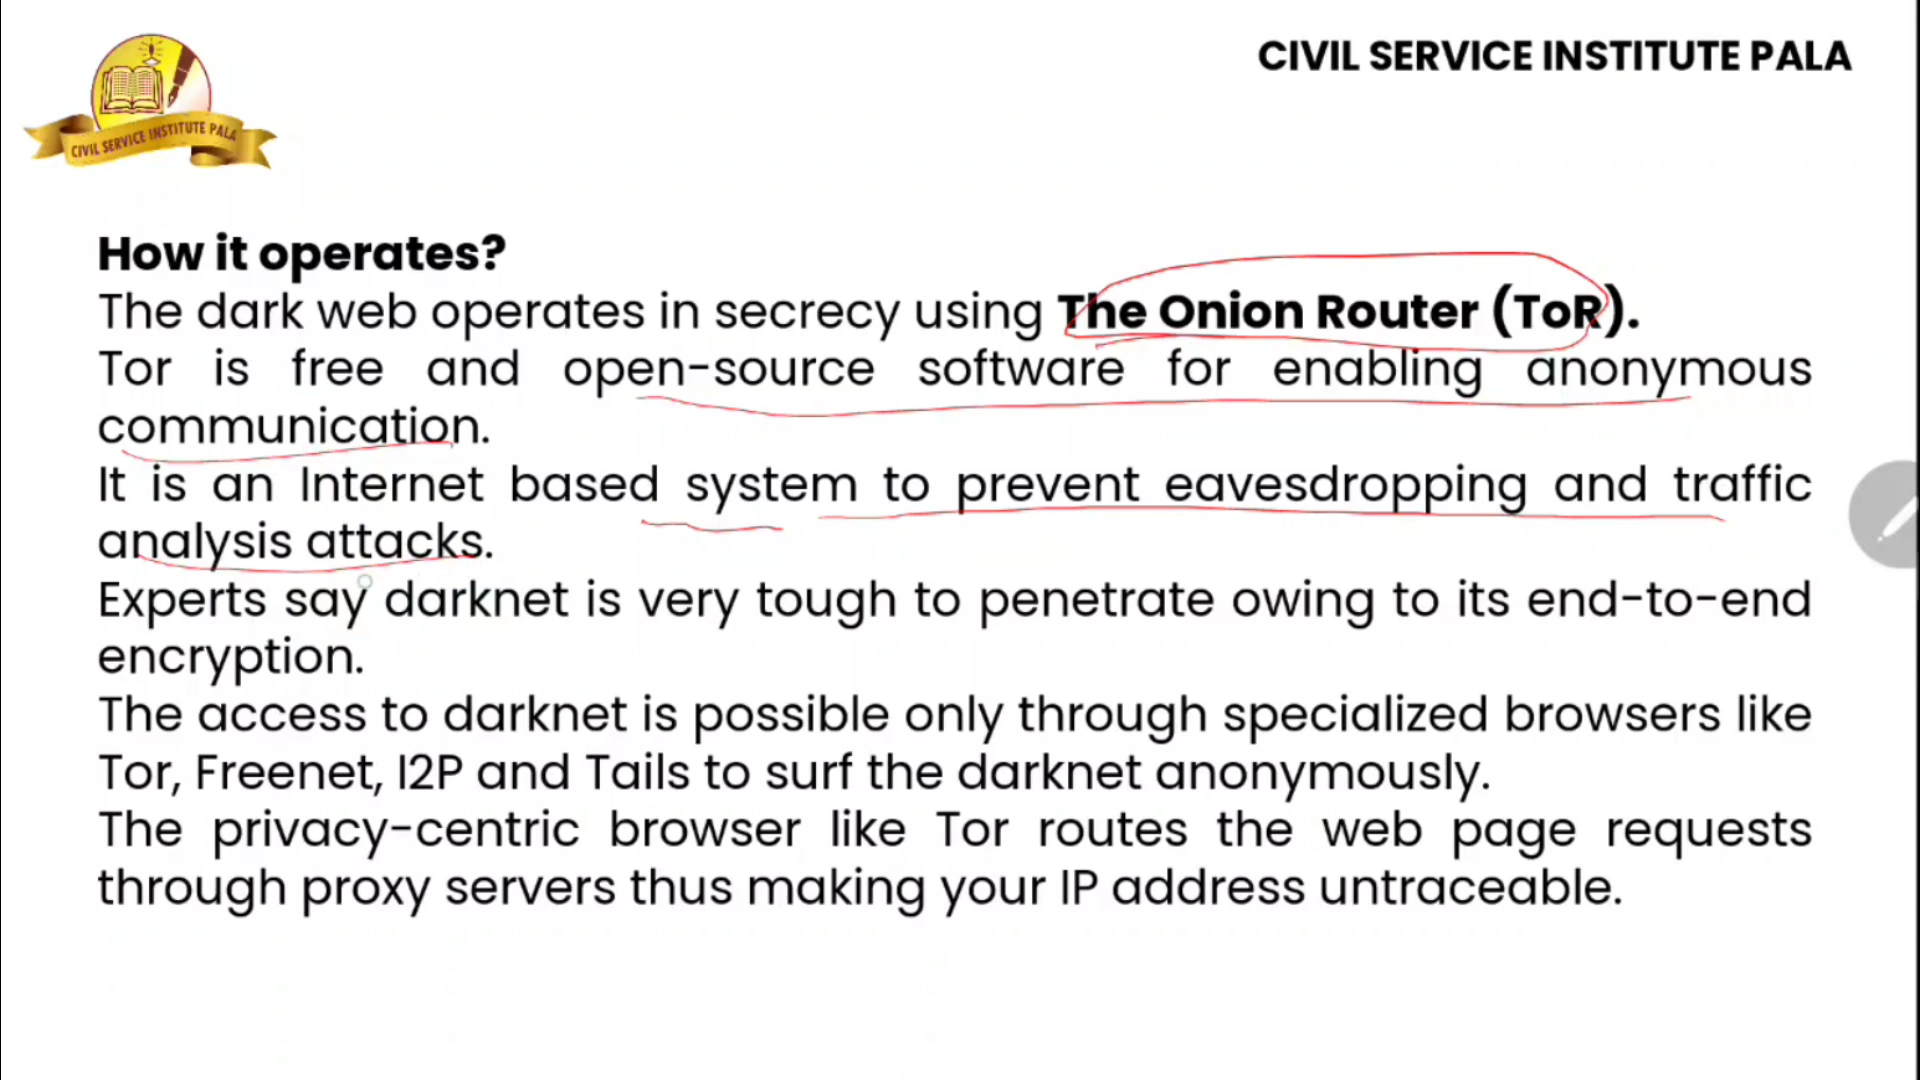 CIVIL SERVICE INSTITUTE PALA
CIVIL SERVICE INSTITUTE PALA
How it operates?
The dark web operates in secrecy using The Onion Router (ToR).
Tor is free and open-source software for enabling anonymous
communication.
It is an Internet based system to prevent eavesdropping and traffic
analysis attacks.
Experts say darknet is very tough to penetrate owing to its end-to-end
encryption.
The access to darknet is possible only through specialized browsers like
Tor, Freenet, I2P and Tails to surf the darknet anonymously.
The privacy-centric browser like Tor routes the web page requests
through proxy servers thus making your IP address untraceable.